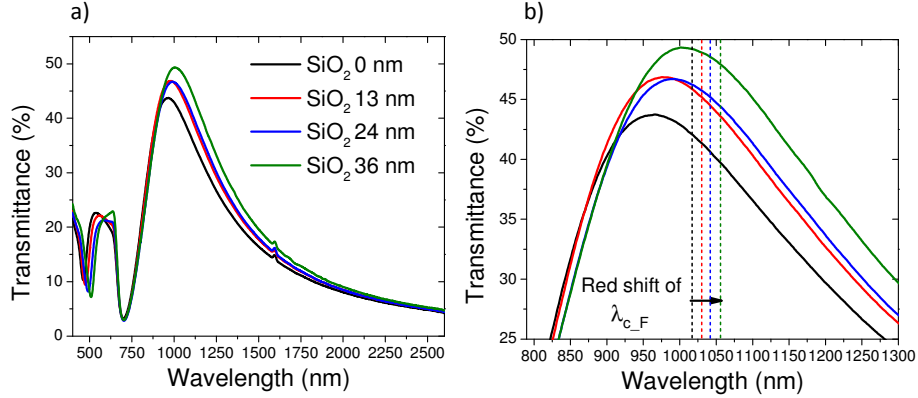 a)
50
40
30
20
10
0
Transmittance (%)
SiO2 0 nm
SiO2 13 nm
SiO2 24 nm
SiO2 36 nm
500 750 1000 1250 1500 1750 2000 2250 2500
Wavelength (nm)
b)
50
45
40
35
30
25
Transmittance (%)
Red shift of
λc_F
800 850 900 950 1000 1050 1100 1150 1200 1250 1300
Wavelength (nm)